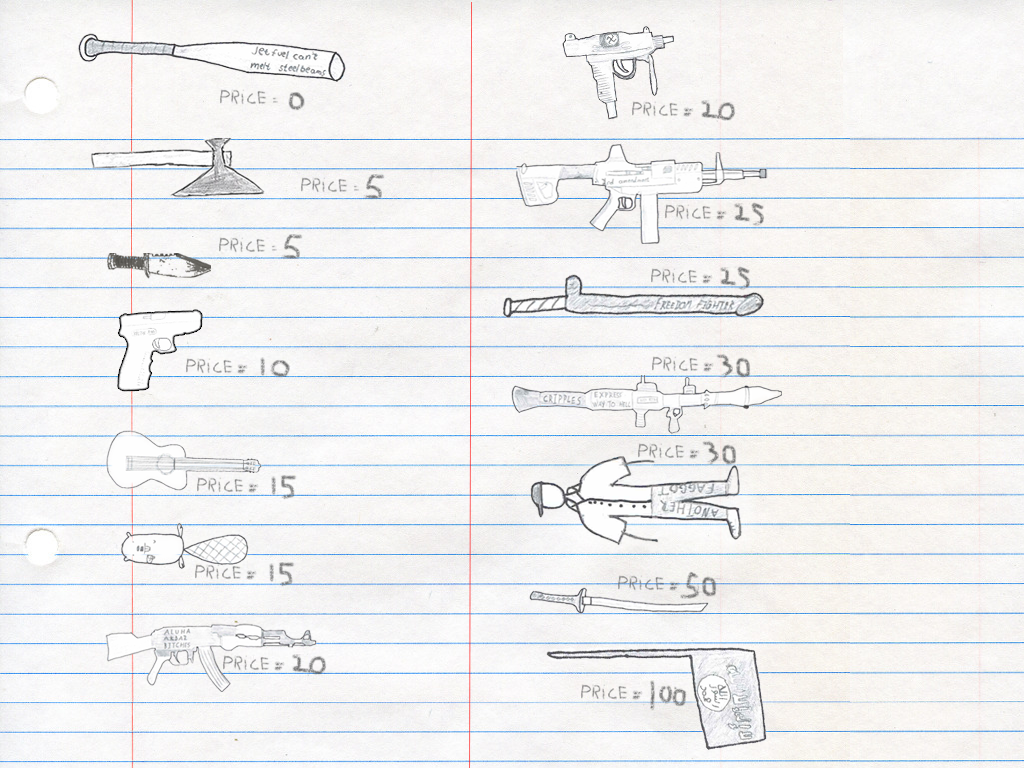 Jet fuel can't
melt steelbeams
PRICE = 0
PRICE = 5
PRICE = 5
PRICE = 10
PRICE = 15
PRICE = 15
ALUHA
AKBAR
BITCHES
PRICE = 20
PRICE = 20
PRICE = 25
PRICE = 25
FREEDOM FIGHTER
PRICE = 30
CRIPPLES
EXPRESS
WAY TO HELL
PRICE = 30
ANOTHER
FAGGOT
PRICE = 50
PRICE = 100